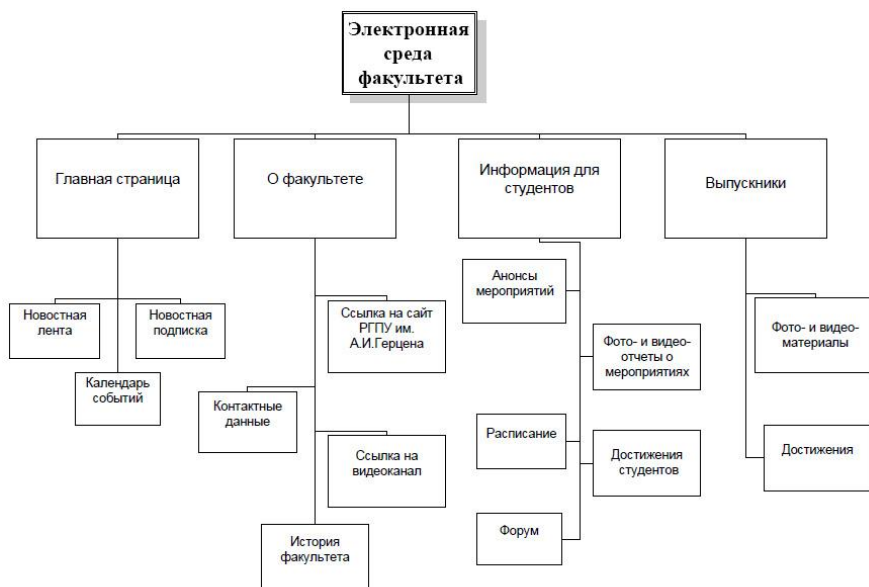 Электронная
среда
факультета
Главная страница
О факультете
Информация для
студентов
Выпускники
Новостная
лента
Новостная
подписка
Календарь
событий
Ссылка на сайт
РГПУ им.
А.И.Герцена
Контактные
данные
Ссылка на
видеоканал
История
факультета
Анонсы
мероприятий
Фото- и видео-
отчеты о
мероприятиях
Расписание
Достижения
студентов
Форум
Фото- и видео-
материалы
Достижения